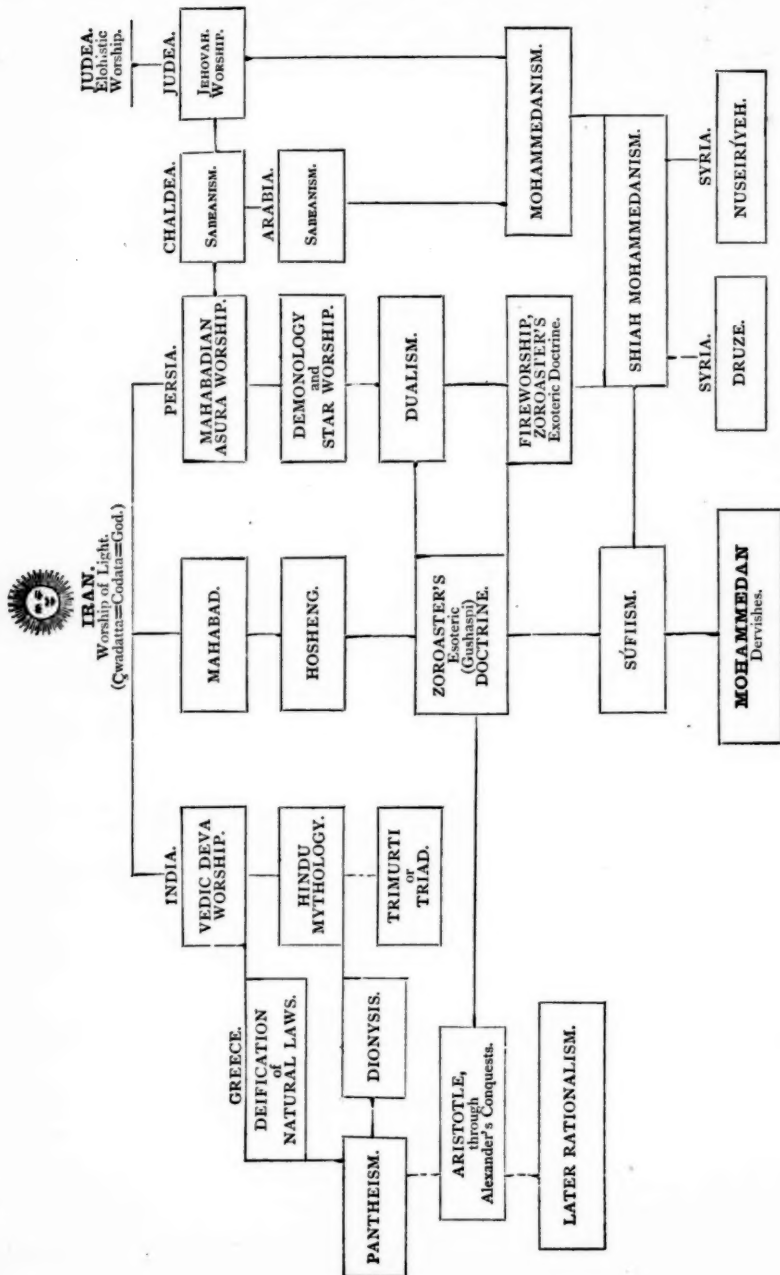 IRAN.
Worship of Light.
(Çwadatta=Codata=God.)
JUDEA.
Elohistic
Worship.
INDIA.
PERSIA.
CHALDEA.
JUDEA.
VEDIC DEVA
WORSHIP.
MAHABAD.
MAHABADIAN
ASURA WORSHIP.
SABEANISM.
JEHOVAH.
WORSHIP.
GREECE.
DEIFICATION
of
NATURAL LAWS.
HINDU
MYTHOLOGY.
HOSHENG.
DEMONOLOGY
and
STAR WORSHIP.
ARABIA.
SABEANISM.
PANTHEISM.
DIONYSIS.
TRIMURTI
or
TRIAD.
ZOROASTER'S
Esoteric
(Gushaspi)
DOCTRINE.
DUALISM.
ARISTOTLE,
through
Alexander's Conquests.
FIREWORSHIP,
ZOROASTER'S
Exoteric Doctrine.
MOHAMMEDANISM.
LATER RATIONALISM.
SÚFIISM.
SHIAH MOHAMMEDANISM.
SYRIA.
SYRIA.
MOHAMMEDAN
Dervishes.
DRUZE.
NUSEIRÍYEH.